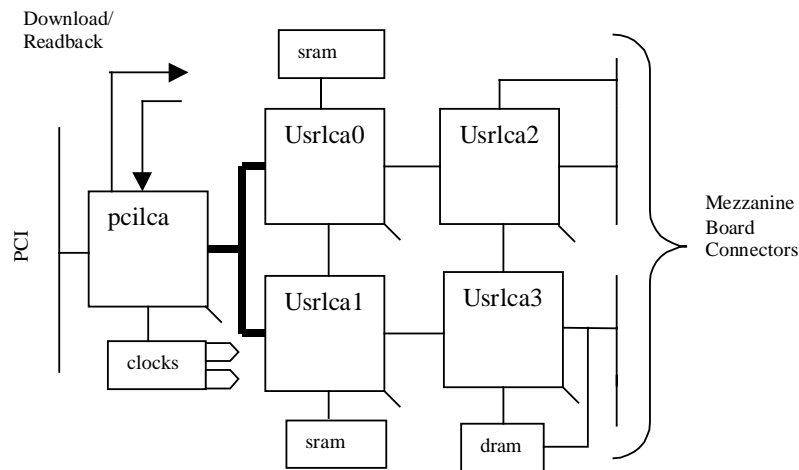 Download/
Readback
sram
Usrlca0
Usrlca2
pcilca
PCI
Mezzanine
Board
Connectors
Usrlca1
Usrlca3
clocks
sram
dram